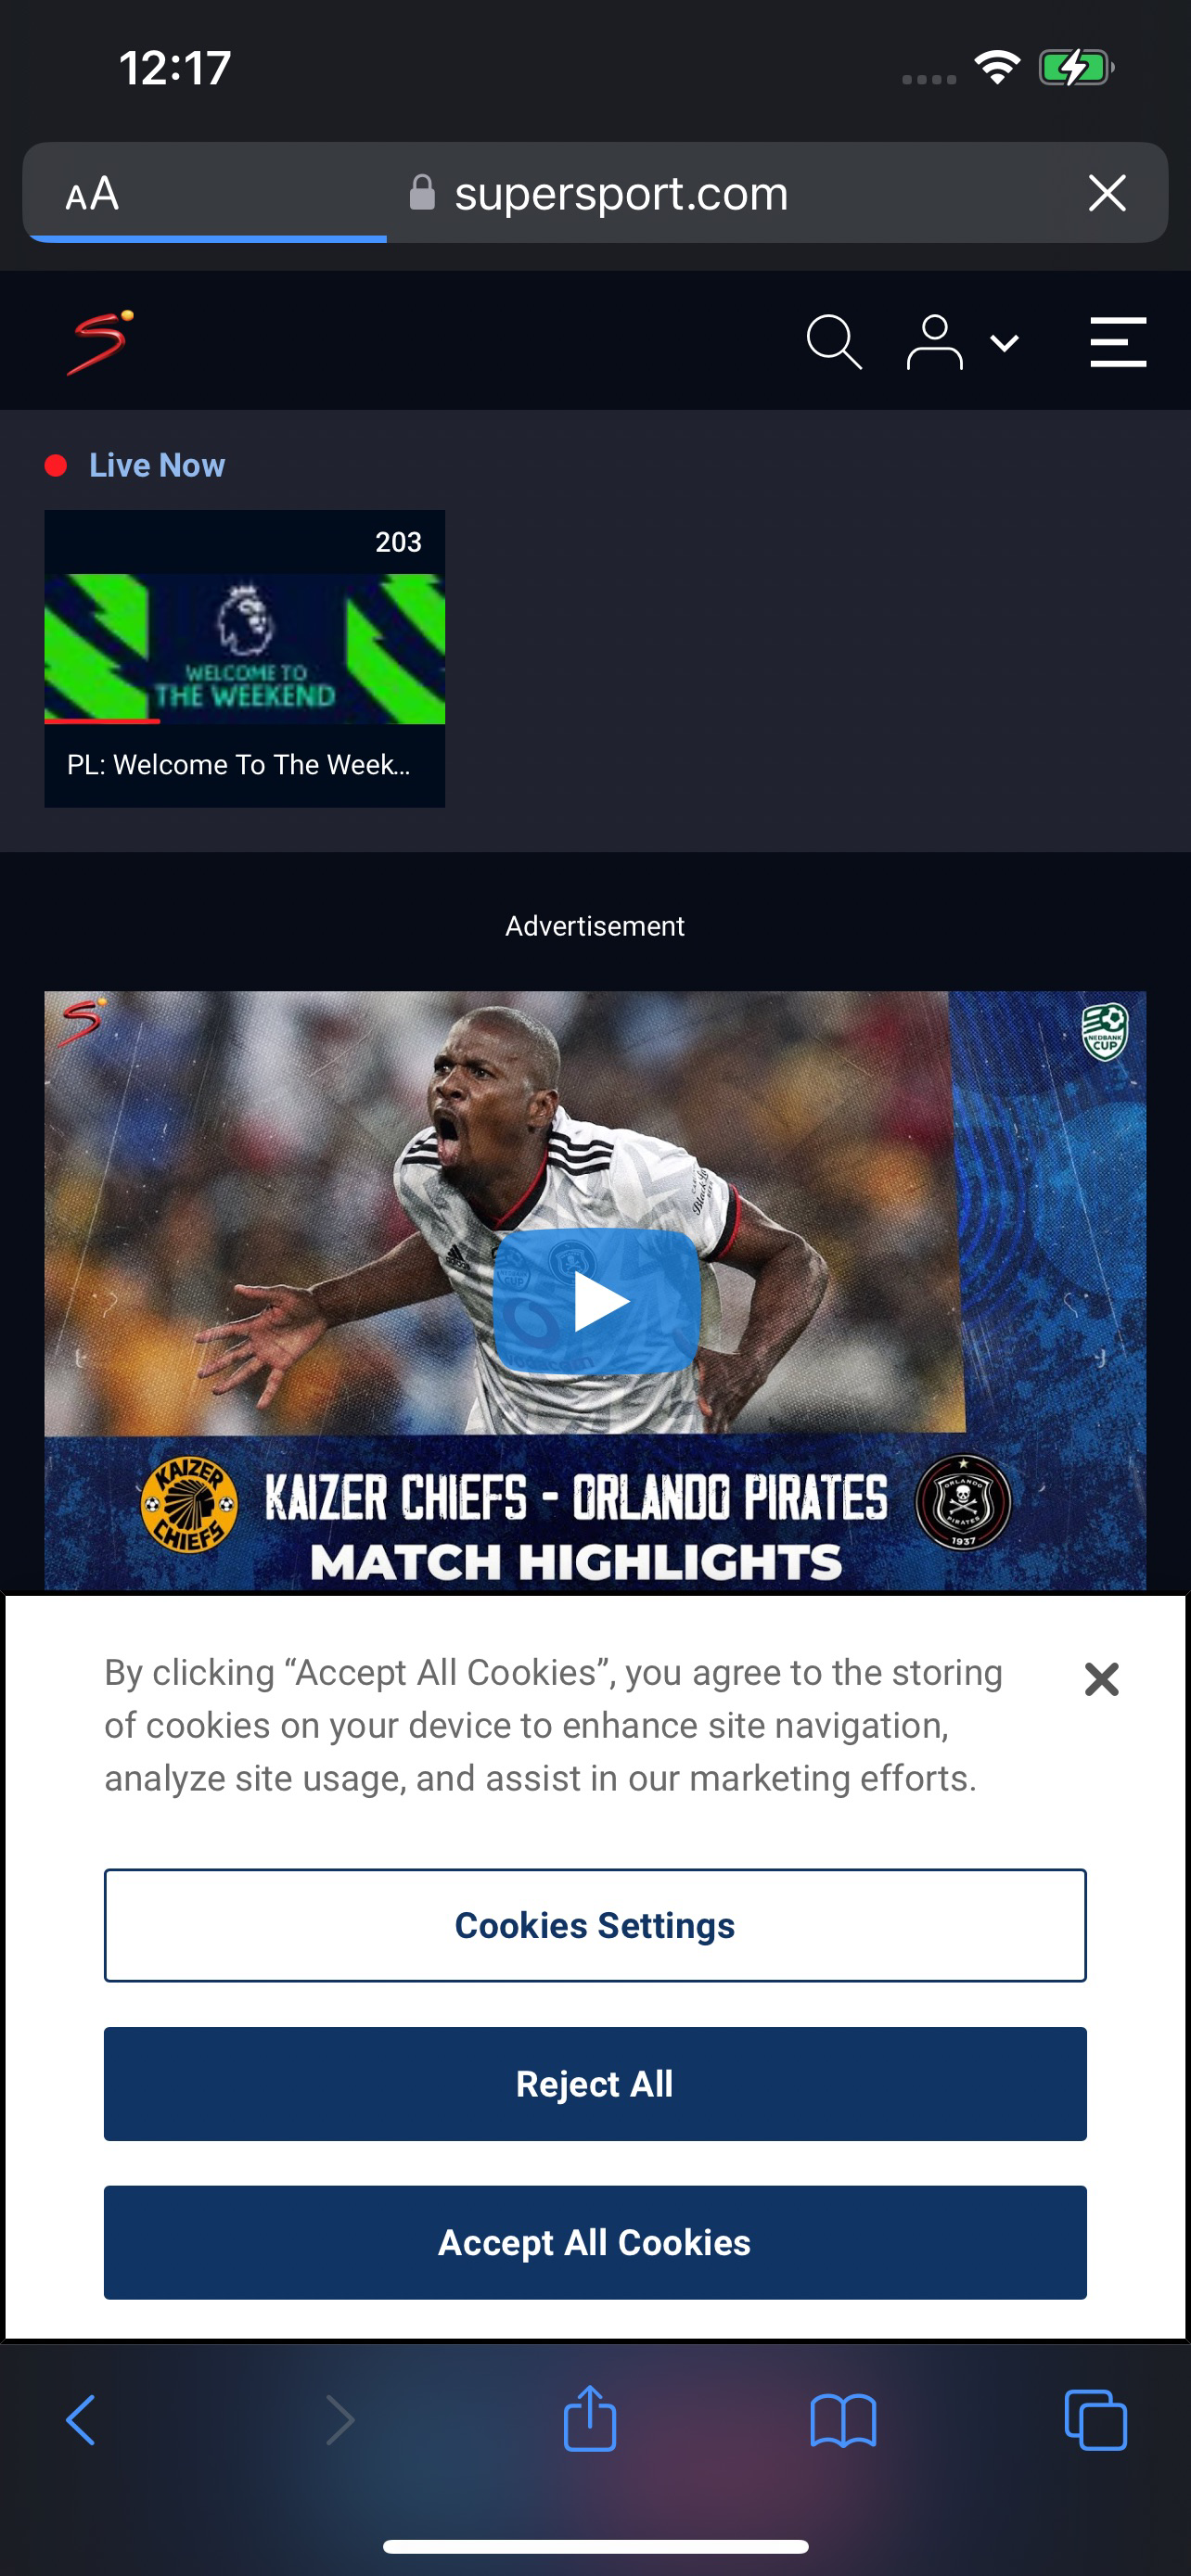 12:17
AA
supersport.com
Live Now
203
WELCOME TO
THE WEEKEND
PL: Welcome To The Week...
Advertisement
NEDBANK
CUP
KAIZER
CHIEFS
KAIZER CHIEFS - ORLANDO PIRATES
ORLANDO
PIRATES
1937
MATCH HIGHLIGHTS
By clicking “Accept All Cookies”, you agree to the storing
of cookies on your device to enhance site navigation,
analyze site usage, and assist in our marketing efforts.
Cookies Settings
Reject All
Accept All Cookies